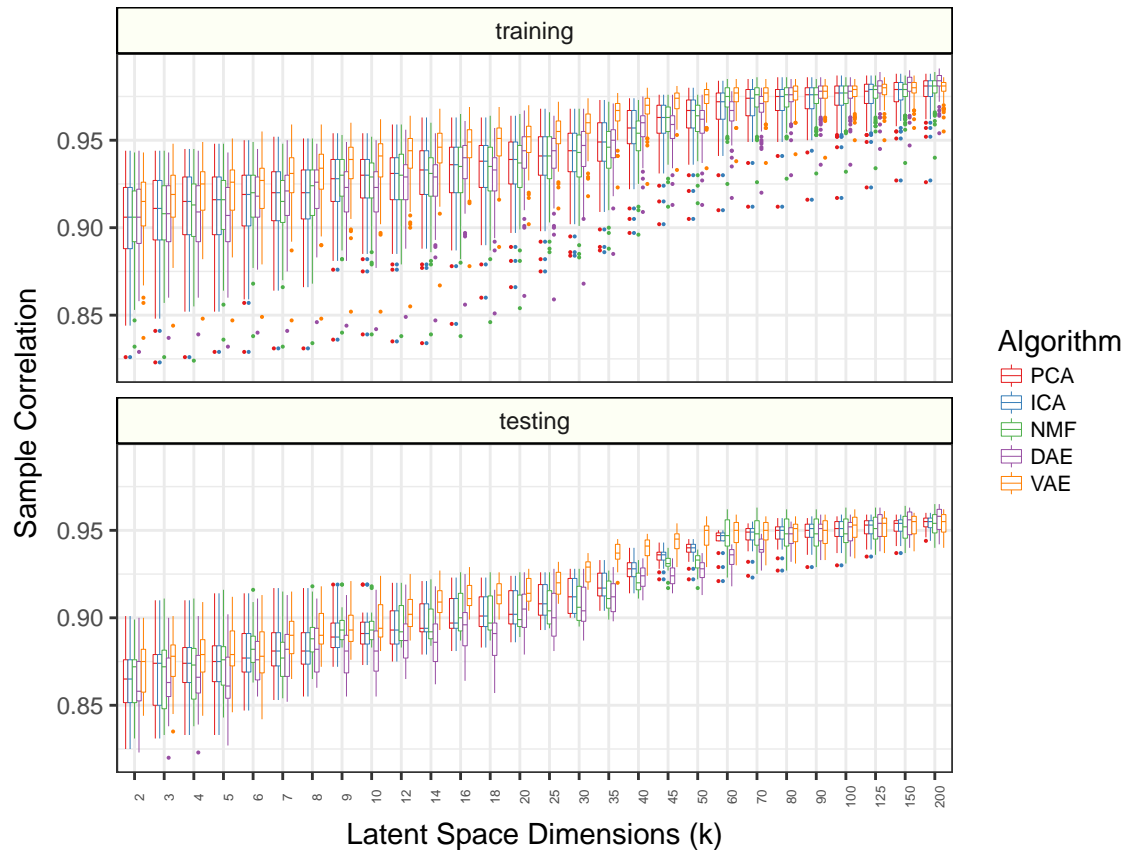 training
0.95
0.90
0.85
Sample Correlation
testing
0.95
0.90
0.85
2 3 4 5 6 7 8 9 10 12 14 16 18 20 25 30 35 40 45 50 60 70 80 90 100 125 150 200
Latent Space Dimensions (k)
Algorithm
PCA
ICA
NMF
DAE
VAE